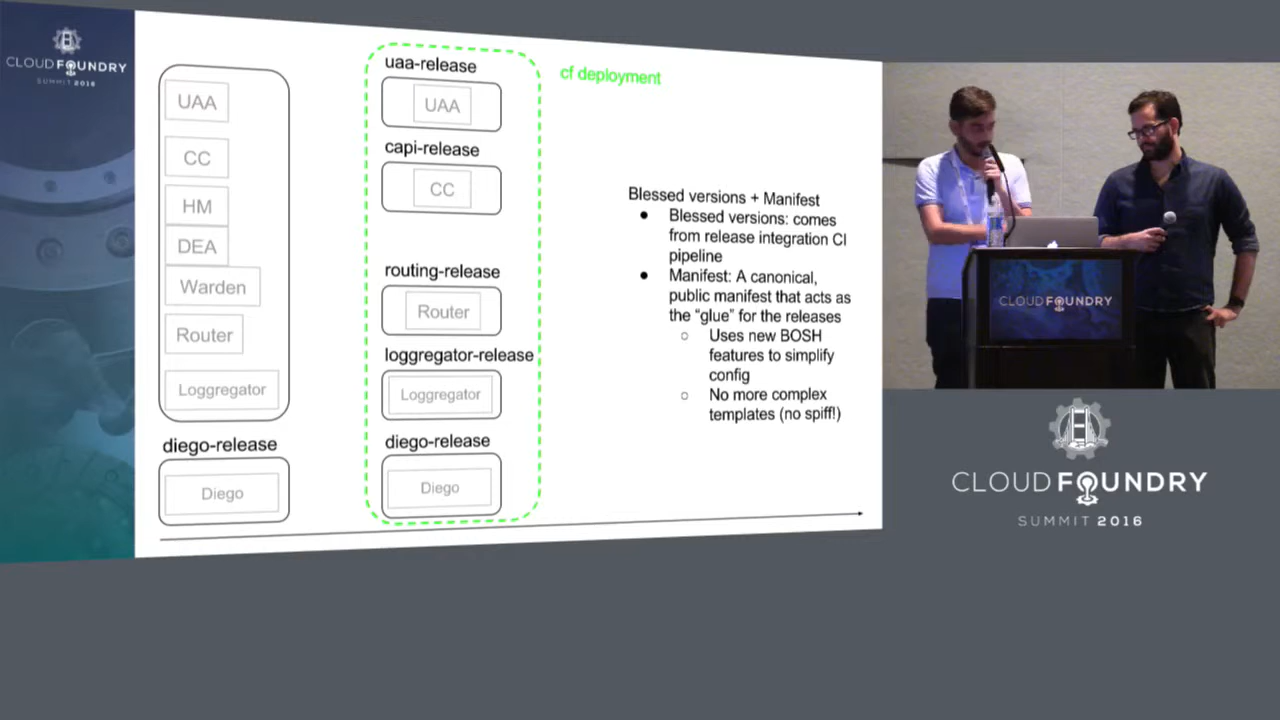 CLOUD FOUNDRY
SUMMIT 2016
UAA
CC
HM
DEA
Warden
Router
Loggregator
diego-release
Diego
uaa-release
UAA
capi-release
CC
routing-release
Router
loggregator-release
Loggregator
diego-release
Diego
cf deployment
Blessed versions + Manifest
● Blessed versions: comes
from release integration CI
pipeline
● Manifest: A canonical,
public manifest that acts as
the “glue” for the releases
○ Uses new BOSH
features to simplify
config
○ No more complex
templates (no spiff!)
CLOUD FOUNDRY
CLOUD FOUNDRY
SUMMIT 2016